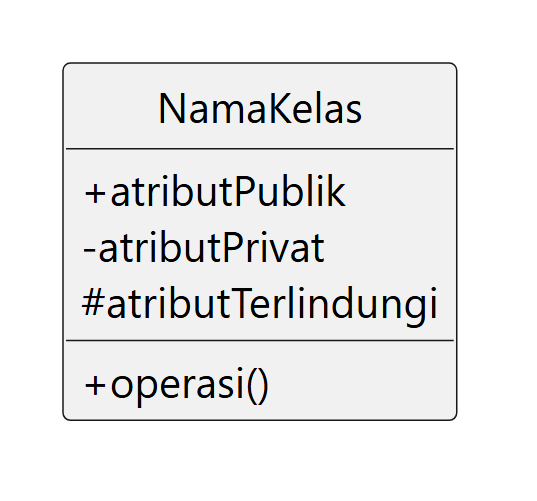 NamaKelas
+atributPublik
-atributPrivat
#atributTerlindungi
+operasi()